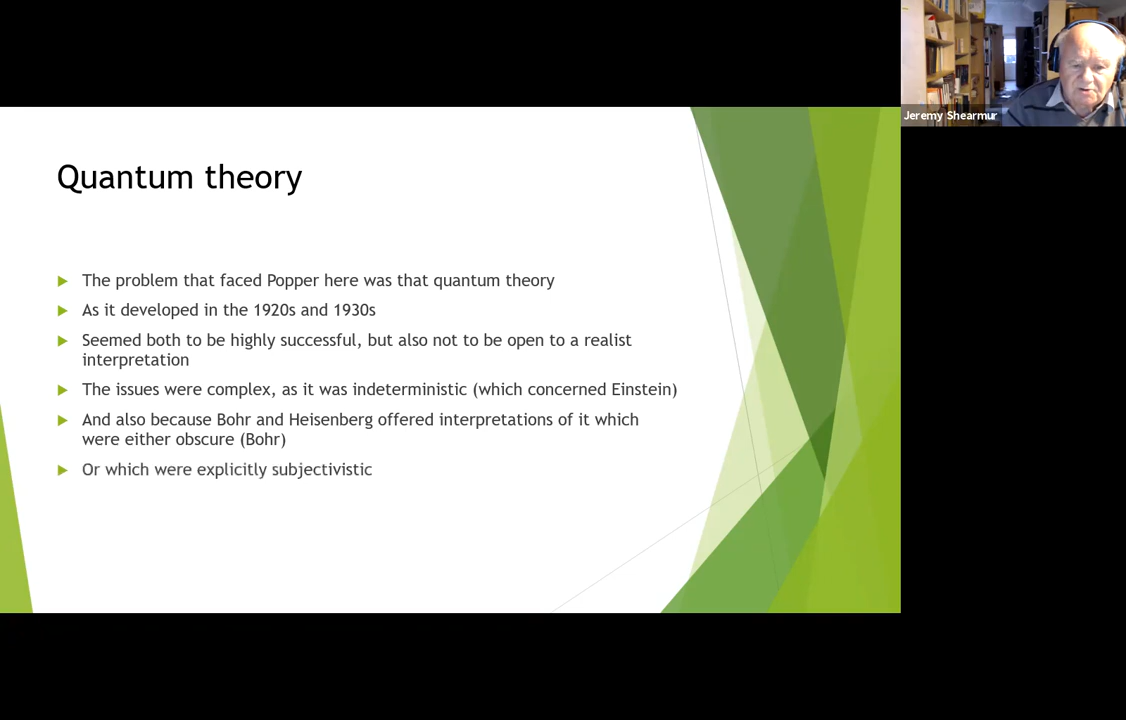 Quantum theory
The problem that faced Popper here was that quantum theory
As it developed in the 1920s and 1930s
Seemed both to be highly successful, but also not to be open to a realist
interpretation
The issues were complex, as it was indeterministic (which concerned Einstein)
And also because Bohr and Heisenberg offered interpretations of it which
were either obscure (Bohr)
Or which were explicitly subjectivistic
Jeremy Shearmur